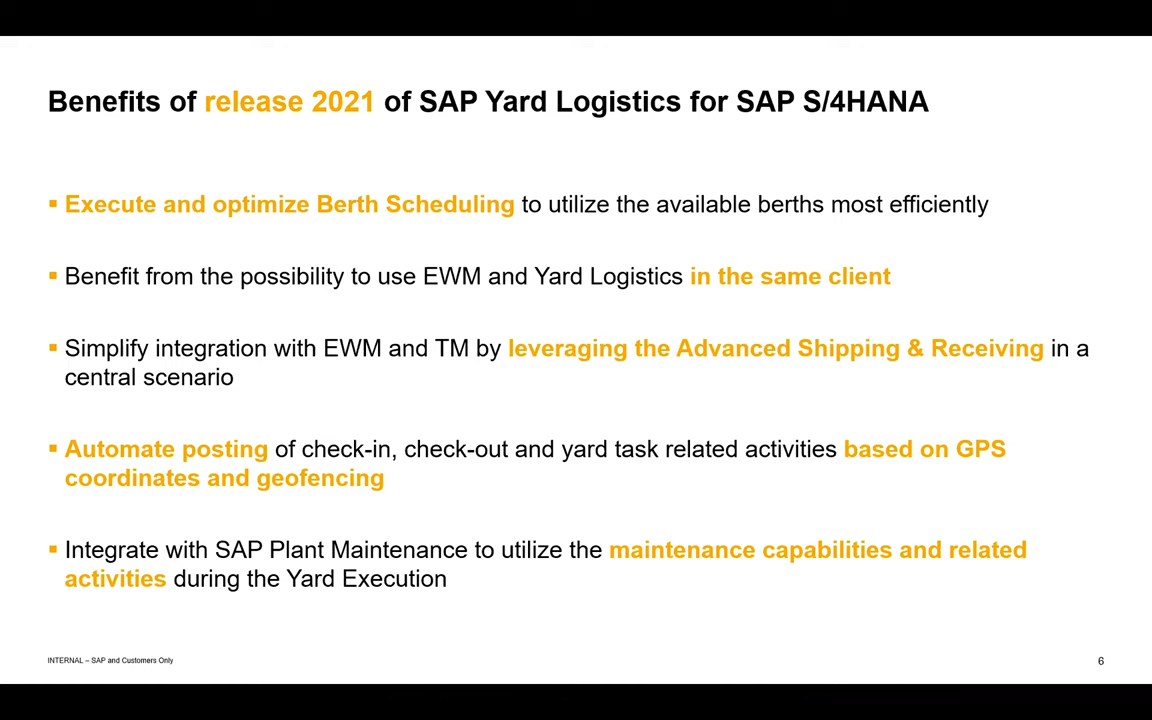 Benefits of release 2021 of SAP Yard Logistics for SAP S/4HANA
▪ Execute and optimize Berth Scheduling to utilize the available berths most efficiently
▪ Benefit from the possibility to use EWM and Yard Logistics in the same client
▪ Simplify integration with EWM and TM by leveraging the Advanced Shipping & Receiving in a
central scenario
▪ Automate posting of check-in, check-out and yard task related activities based on GPS
coordinates and geofencing
▪ Integrate with SAP Plant Maintenance to utilize the maintenance capabilities and related
activities during the Yard Execution
INTERNAL – SAP and Customers Only
6